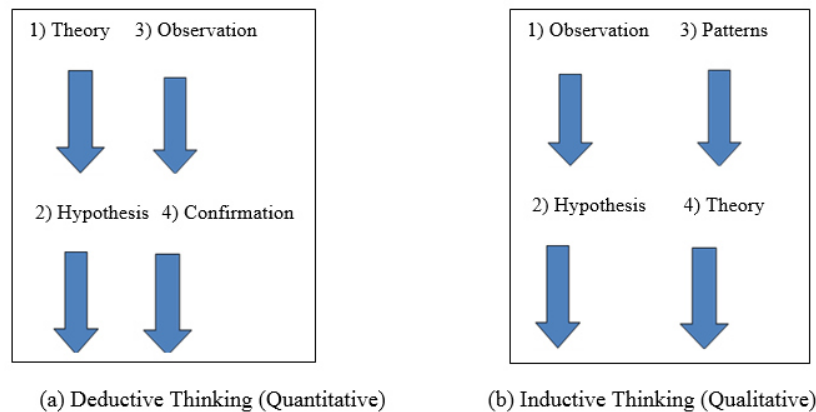 1) Theory 3) Observation
2) Hypothesis 4) Confirmation
(a) Deductive Thinking (Quantitative)
1) Observation 3) Patterns
2) Hypothesis 4) Theory
(b) Inductive Thinking (Qualitative)